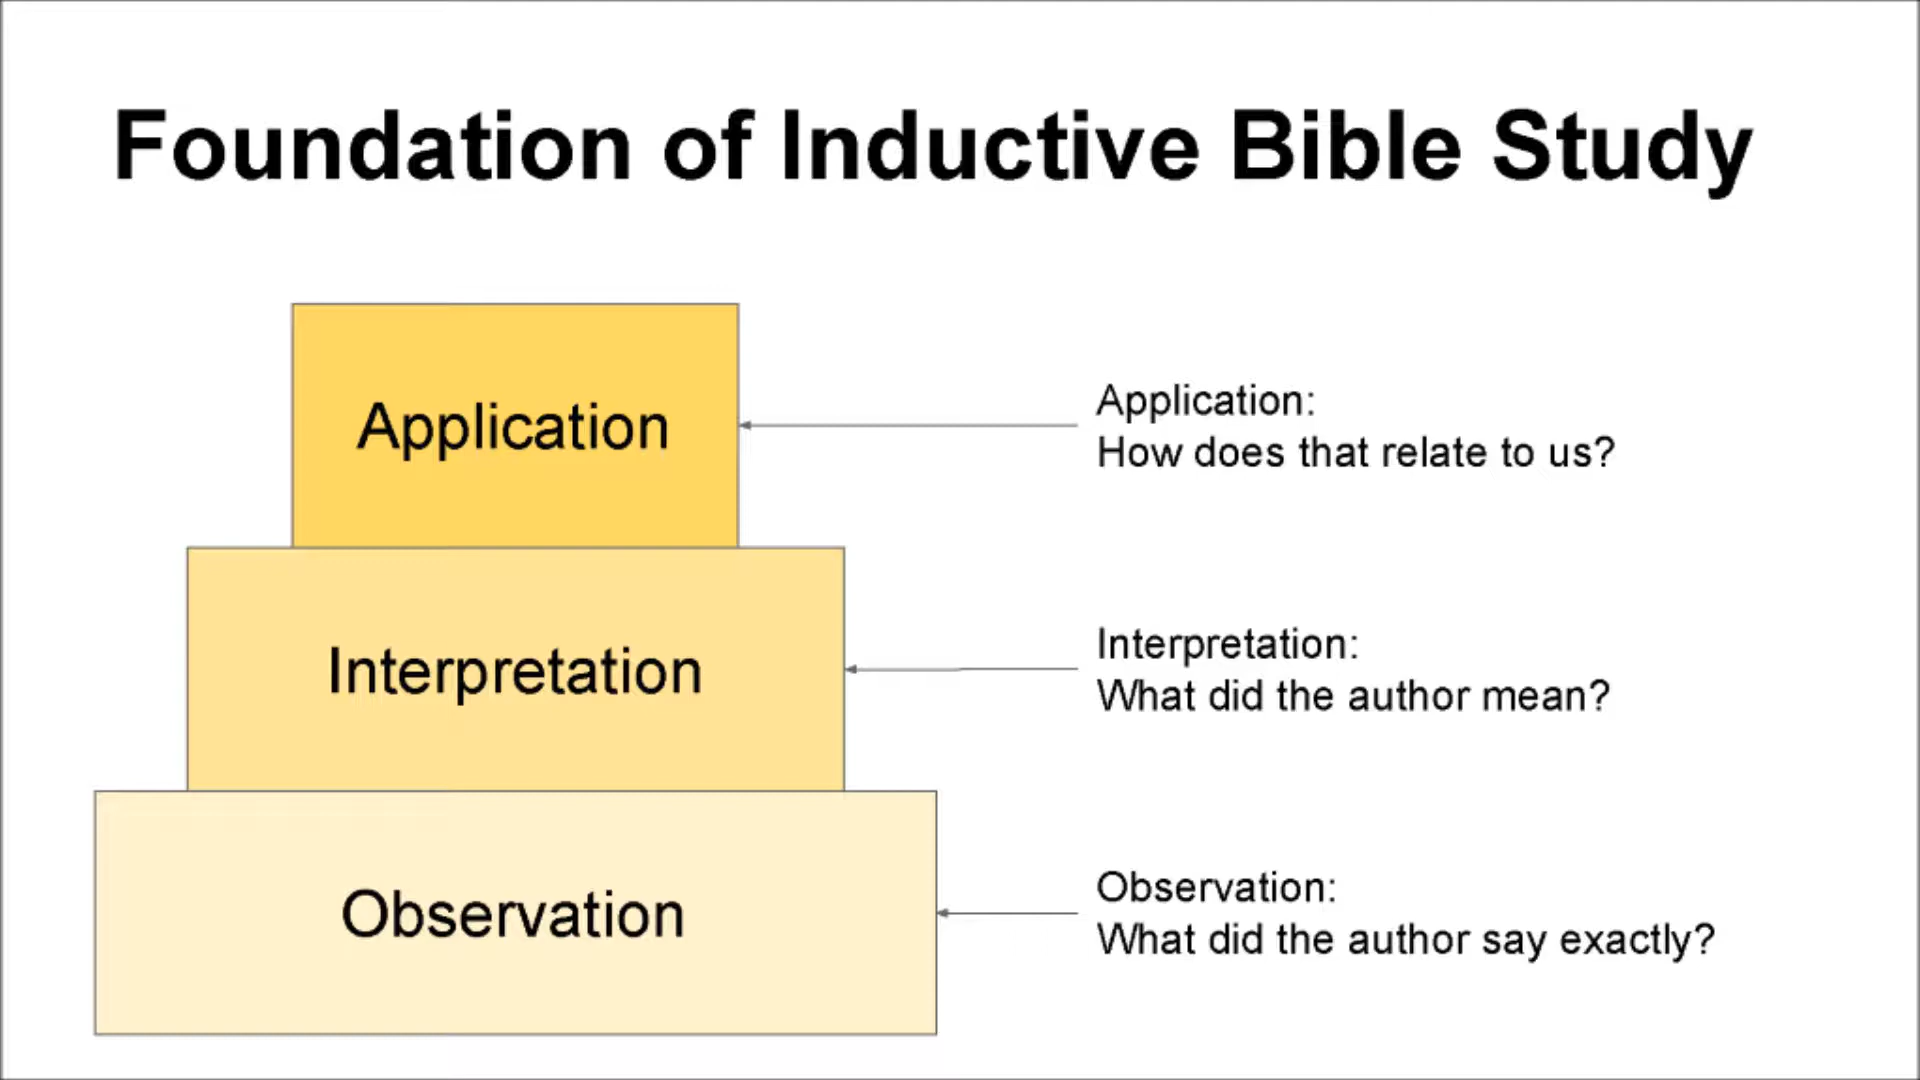 Foundation of Inductive Bible Study
Application
Application:
How does that relate to us?
Interpretation
Interpretation:
What did the author mean?
Observation
Observation:
What did the author say exactly?